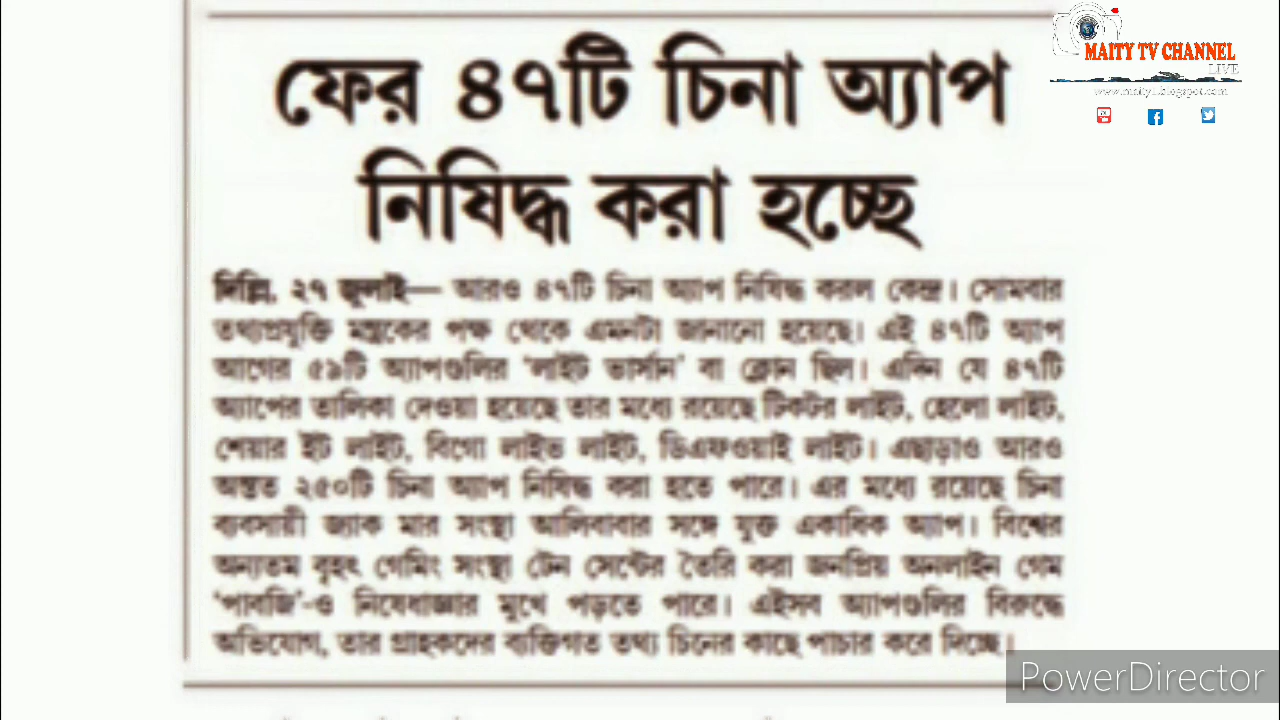 ফের ৪৭টি চিনা অ্যাপ
নিষিদ্ধ করা হচ্ছে
দিল্লি, ২৭ জুলাই— আরও ৪৭টি চিনা অ্যাপ নিষিদ্ধ করল কেন্দ্র। সোমবার
তথ্যপ্রযুক্তি মন্ত্রকের পক্ষ থেকে এমনটা জানানো হয়েছে। এই ৪৭টি অ্যাপ
আগের ৫৯টি অ্যাপগুলির ‘লাইট ভার্সান’ বা ক্লোন ছিল। এদিন যে ৪৭টি
অ্যাপের তালিকা দেওয়া হয়েছে তার মধ্যে রয়েছে টিকটর লাইট, হেলো লাইট,
শেয়ার ইট লাইট, বিগো লাইভ লাইট, ভিএফওয়াই লাইট। এছাড়াও আরও
অন্তত ২৫০টি চিনা অ্যাপ নিষিদ্ধ করা হতে পারে। এর মধ্যে রয়েছে চিনা
ব্যবসায়ী জ্যাক মার সংস্থা আলিবাবার সঙ্গে যুক্ত একাধিক অ্যাপ। বিশ্বের
অন্যতম বৃহৎ গেমিং সংস্থা টেন সেন্টের তৈরি করা জনপ্রিয় অনলাইন গেম
‘পাবজি’-ও নিষেধাজ্ঞার মুখে পড়তে পারে। এইসব অ্যাপগুলির বিরুদ্ধে
অভিযোগ, তার গ্রাহকদের ব্যক্তিগত তথ্য চিনের কাছে পাচার করে দিচ্ছে।
MAITY TV CHANNEL
LIVE
PowerDirector